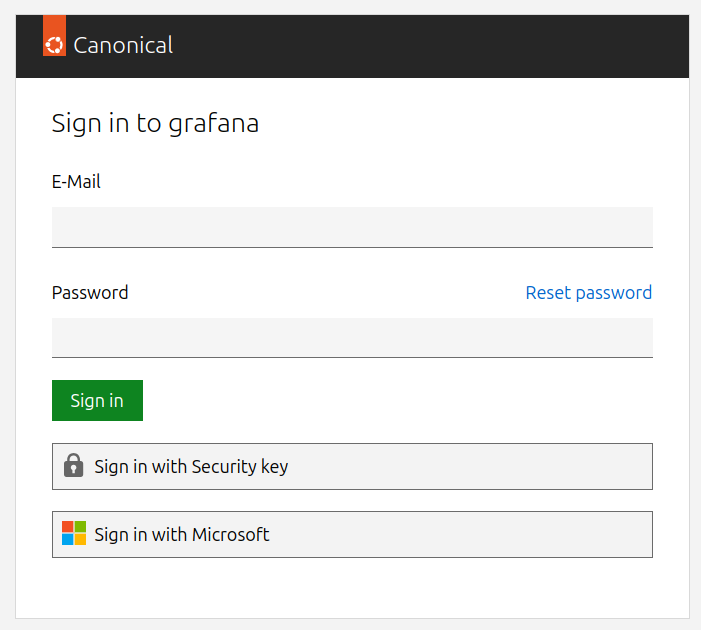 Canonical
Sign in to grafana
E-Mail
Password
Reset password
Sign in
Sign in with Security key
Sign in with Microsoft